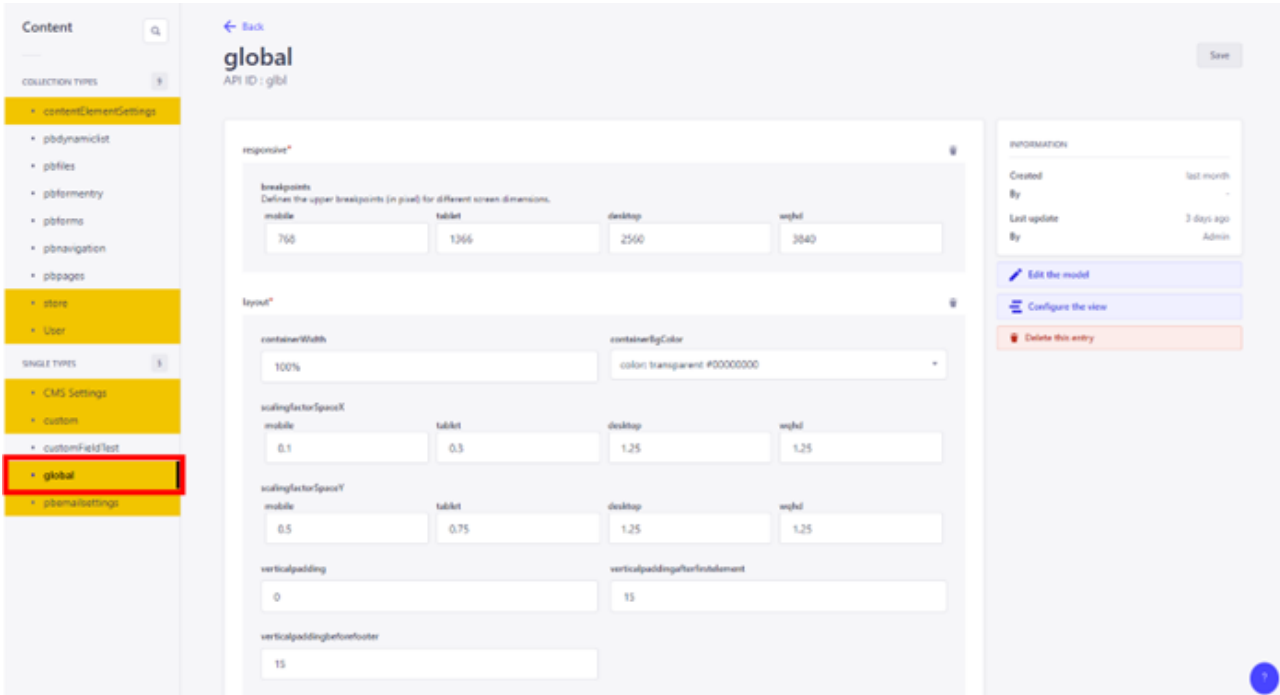 Content
COLLECTION TYPES 9
contentElementSettings
pbdynamiclist
pbfiles
pbformentry
pbforms
pbnavigation
pbpages
store
User
SINGLE TYPES 5
CMS Settings
custom
customFieldTest
global
pbemailsettings
Back
global
API ID : glbl
Save
responsive*
breakpoints
Defines the upper breakpoints (in pixel) for different screen dimensions.
mobile tablet desktop wqhd
768 1366 2560 3840
layout*
containerWidth containerBgColor
100% color: transparent #00000000
scalingfactorSpaceX
mobile tablet desktop wqhd
0.1 0.3 1.25 1.25
scalingfactorSpaceY
mobile tablet desktop wqhd
0.5 0.75 1.25 1.25
verticalpadding verticalpaddingafterfirstelement
0 15
verticalpaddingbeforefooter
15
INFORMATION
Created last month
By -
Last update 3 days ago
By Admin
Edit the model
Configure the view
Delete this entry
?